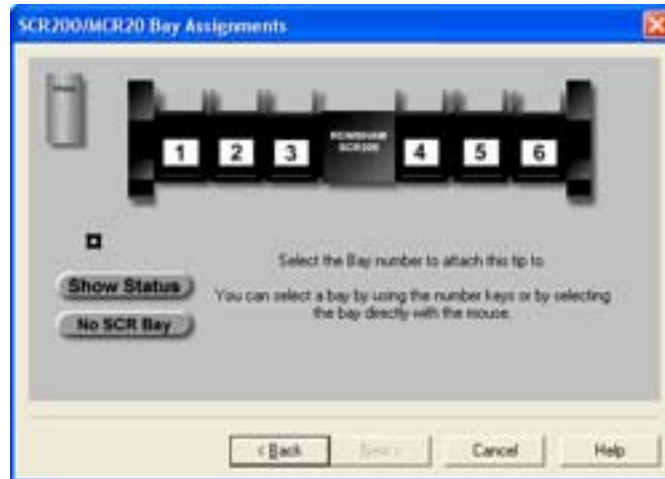 SCR200/MCR20 Bay Assignments
1 2 3 RENISHAW 4 5 6
SCR200
Select the Bay number to attach this tip to.
Show Status
You can select a bay by using the number keys or by selecting
the bay directly with the mouse.
No SCR Bay
< Back Next > Cancel Help